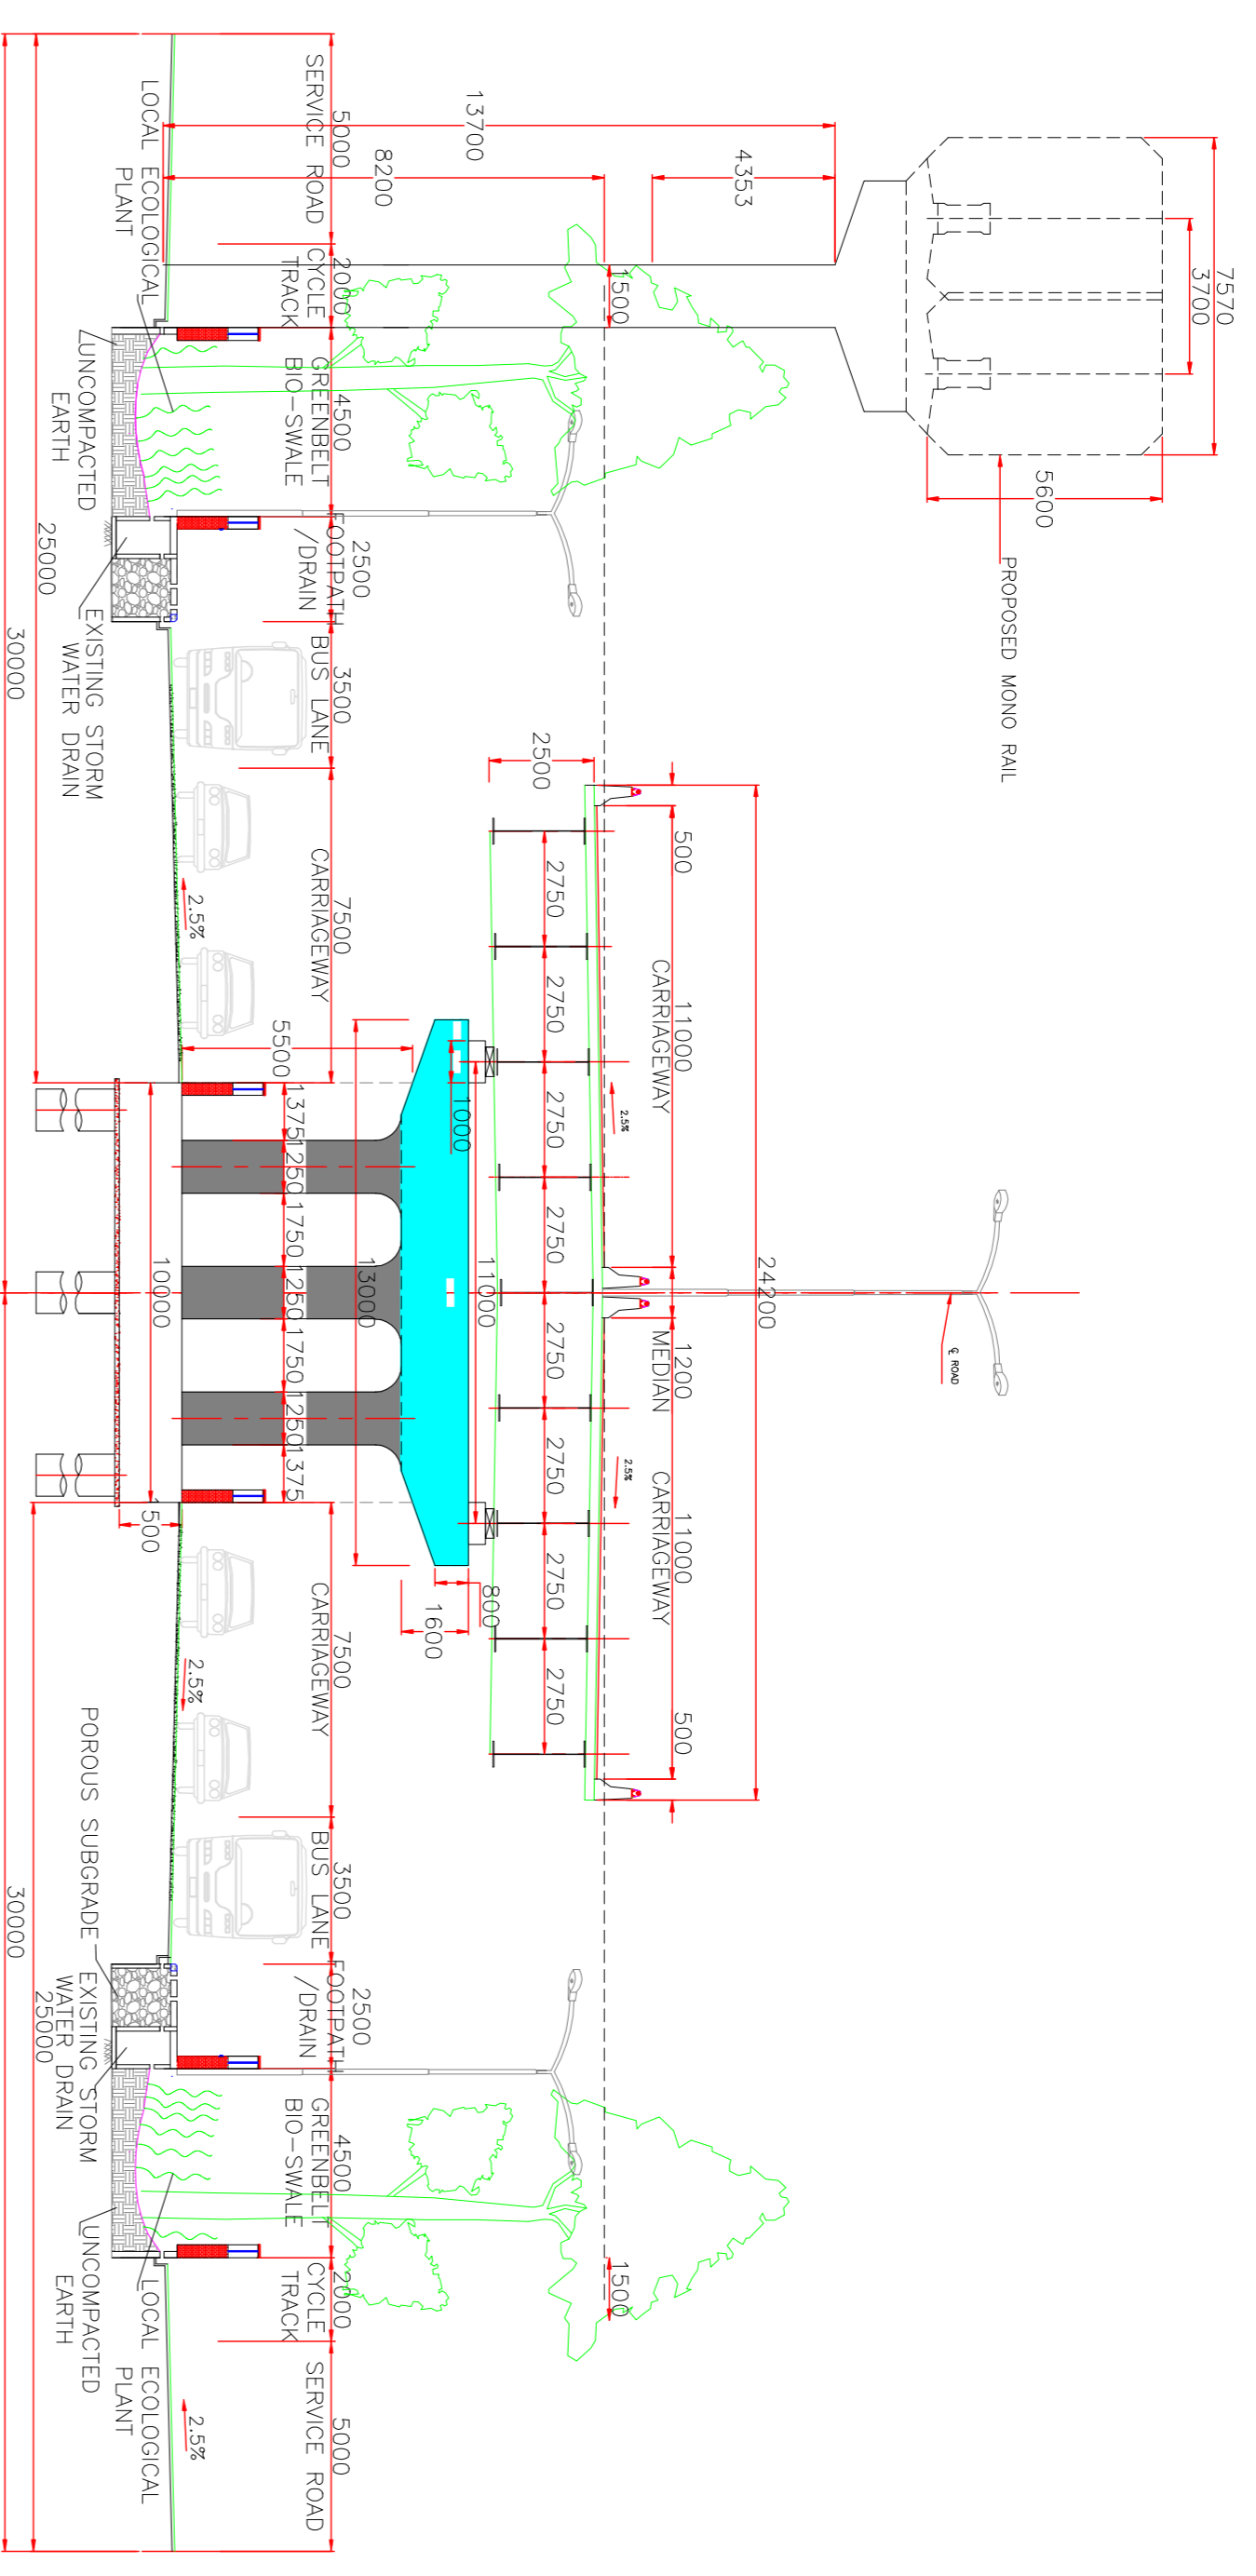 7570
3700
5600
PROPOSED MONO RAIL
13700
4353
8200
1500
1500
℄ ROAD
24200
500
11000
1200
11000
500
CARRIAGEWAY
MEDIAN
CARRIAGEWAY
2.5%
2.5%
2500
2750
2750
2750
2750
2750
2750
2750
2750
1000
11000
800
1600
13000
5500
5000
2000
4500
2500
3500
7500
SERVICE ROAD
CYCLE
TRACK
GREENBELT
BIO-SWALE
FOOTPATH
/DRAIN
BUS LANE
CARRIAGEWAY
1375
1250
1750
1250
1750
1250
1375
7500
3500
2500
4500
2000
5000
CARRIAGEWAY
BUS LANE
FOOTPATH
/DRAIN
GREENBELT
BIO-SWALE
CYCLE
TRACK
SERVICE ROAD
2.5%
2.5%
2.5%
10000
1500
LOCAL ECOLOGICAL
PLANT
UNCOMPACTED
EARTH
EXISTING STORM
WATER DRAIN
POROUS SUBGRADE
EXISTING STORM
WATER DRAIN
UNCOMPACTED
EARTH
LOCAL ECOLOGICAL
PLANT
25000
25000
30000
30000